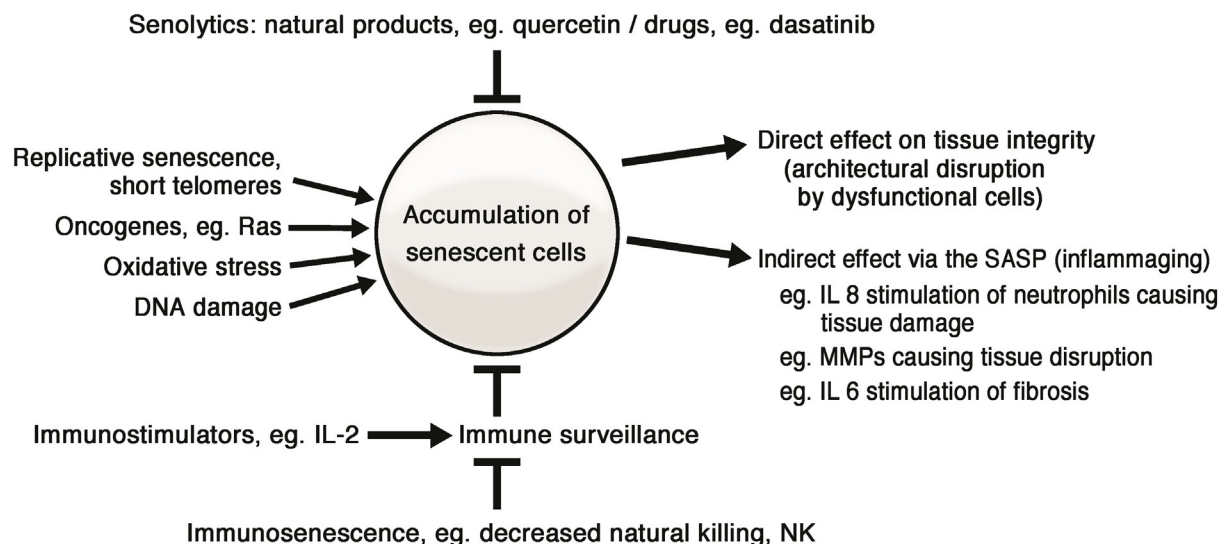 Senolytics: natural products, eg. quercetin / drugs, eg. dasatinib
Replicative senescence,
short telomeres
Oncogenes, eg. Ras
Oxidative stress
DNA damage
Accumulation of
senescent cells
Direct effect on tissue integrity
(architectural disruption
by dysfunctional cells)
Indirect effect via the SASP (inflammaging)
eg. IL 8 stimulation of neutrophils causing
tissue damage
eg. MMPs causing tissue disruption
eg. IL 6 stimulation of fibrosis
Immunostimulators, eg. IL-2
Immune surveillance
Immunosenescence, eg. decreased natural killing, NK